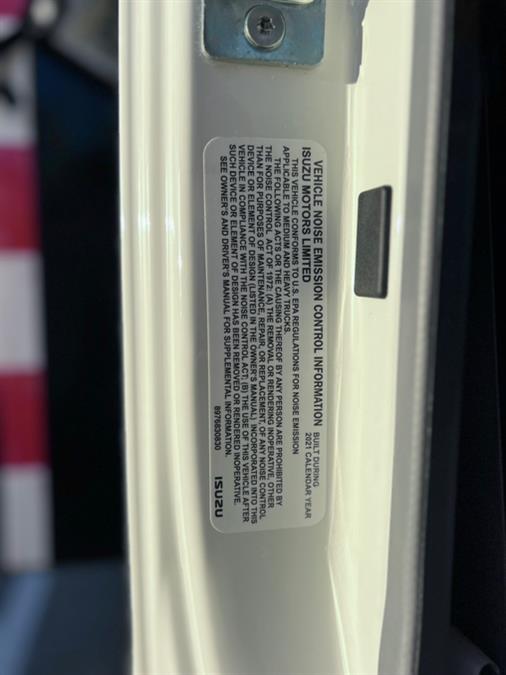 VEHICLE NOISE EMISSION CONTROL INFORMATION
BUILT DURING
2021 CALENDAR YEAR
ISUZU MOTORS LIMITED
THIS VEHICLE CONFORMS TO U.S. EPA REGULATIONS FOR NOISE EMISSION
APPLICABLE TO MEDIUM AND HEAVY TRUCKS.
THE FOLLOWING ACTS OR THE CAUSING THEREOF BY ANY PERSON ARE PROHIBITED BY
THE NOISE CONTROL ACT OF 1972: (A) THE REMOVAL OR RENDERING INOPERATIVE, OTHER
THAN FOR PURPOSES OF MAINTENANCE, REPAIR, OR REPLACEMENT, OF ANY NOISE CONTROL
DEVICE OR ELEMENT OF DESIGN (LISTED IN THE OWNER'S MANUAL) INCORPORATED INTO THIS
VEHICLE IN COMPLIANCE WITH THE NOISE CONTROL ACT; (B) THE USE OF THIS VEHICLE AFTER
SUCH DEVICE OR ELEMENT OF DESIGN HAS BEEN REMOVED OR RENDERED INOPERATIVE.
SEE OWNER'S AND DRIVER'S MANUAL FOR SUPPLEMENTAL INFORMATION.
8976830830
ISUZU